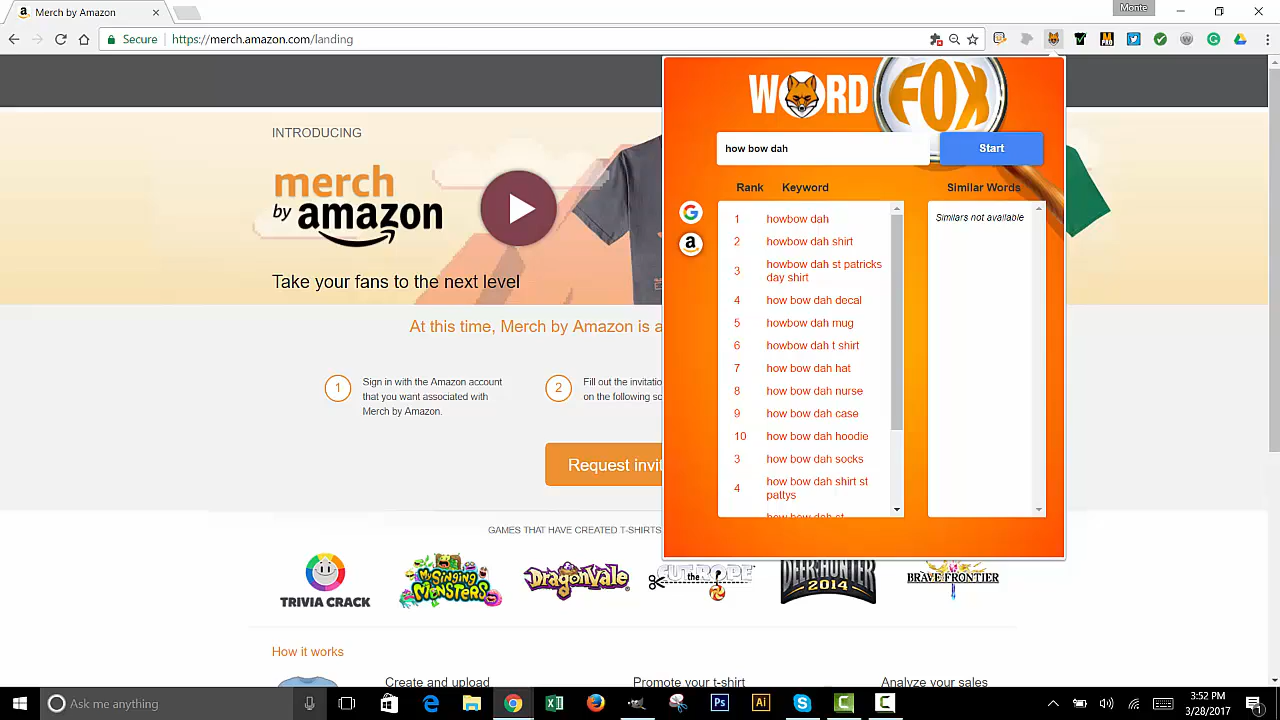 Merch by Amazon
Monte
Secure
https://merch.amazon.com/landing
INTRODUCING
merch
by amazon
Take your fans to the next level
At this time, Merch by Amazon is a
1
Sign in with the Amazon account
that you want associated with
Merch by Amazon.
2
Fill out the invitatio
on the following sc
Request invit
GAMES THAT HAVE CREATED T-SHIRTS
TRIVIA CRACK
My Singing
Monsters
DragonVale
Cut the Rope
DEER HUNTER
2014
BRAVE FRONTIER
How it works
Create and upload
Promote your t-shirt
Analyze your sales
WORD FOX
how bow dah
Start
Rank Keyword
Similar Words
1 howbow dah
2 howbow dah shirt
3 howbow dah st patricks
day shirt
4 how bow dah decal
5 howbow dah mug
6 howbow dah t shirt
7 how bow dah hat
8 how bow dah nurse
9 how bow dah case
10 how bow dah hoodie
3 how bow dah socks
4 how bow dah shirt st
pattys
how bow dah st
Similars not available
Ask me anything
Ps
Ai
3:52 PM
3/28/2017